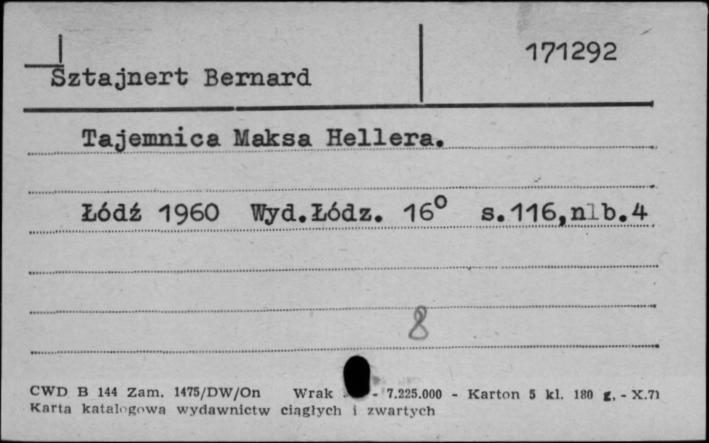 171292
Sztajnert Bernard
Tajemnica Maksa Hellera.
Łódź 1960 Wyd.Łódz. 16° s.116,nlb.4
8
CWD B 144 Zam. 1475/DW/On Wrak - 7.225.000 - Karton 5 kl. 180 g. - X.71
Karta katalogowa wydawnictw ciągłych i zwartych